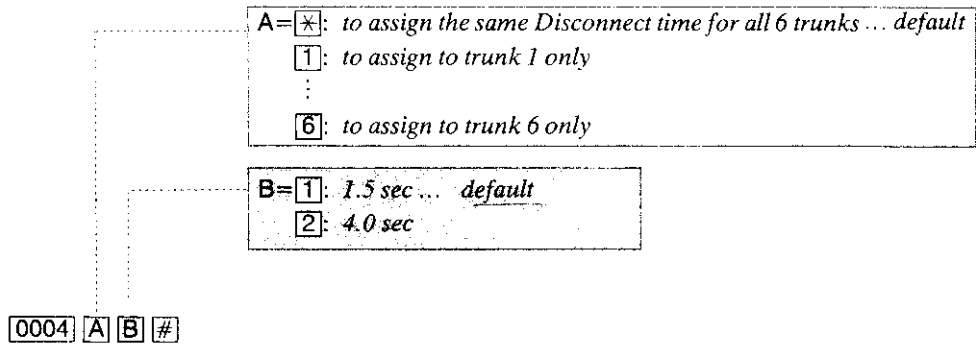 A=[*]: to assign the same Disconnect time for all 6 trunks ... default
[1]: to assign to trunk 1 only
⋮
[6]: to assign to trunk 6 only
B=[1]: 1.5 sec ... default
[2]: 4.0 sec
[0004] [A] [B] [#]